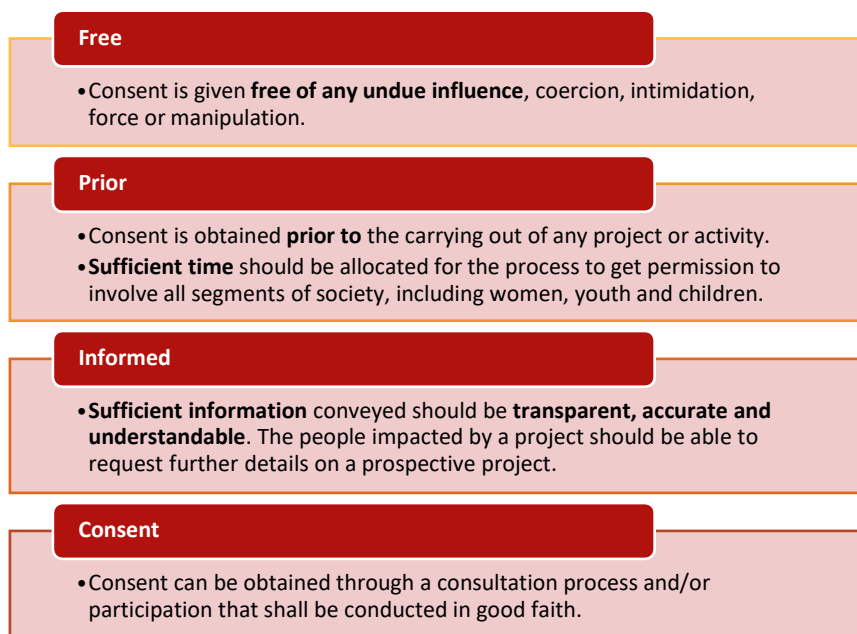 Free
•Consent is given free of any undue influence, coercion, intimidation,
force or manipulation.
Prior
•Consent is obtained prior to the carrying out of any project or activity.
•Sufficient time should be allocated for the process to get permission to
involve all segments of society, including women, youth and children.
Informed
•Sufficient information conveyed should be transparent, accurate and
understandable. The people impacted by a project should be able to
request further details on a prospective project.
Consent
•Consent can be obtained through a consultation process and/or
participation that shall be conducted in good faith.